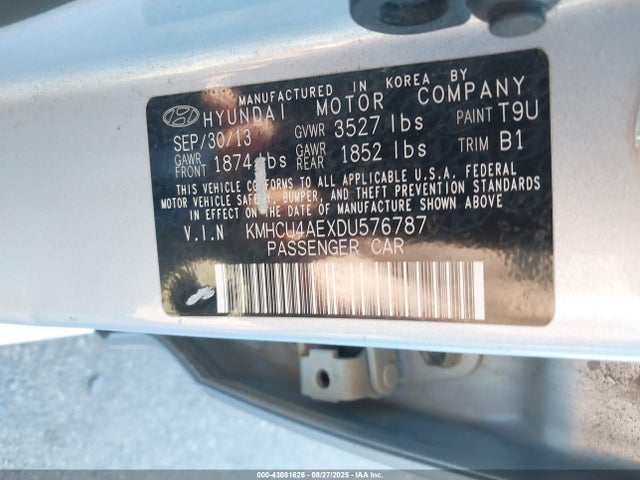 MANUFACTURED IN KOREA BY
HYUNDAI MOTOR COMPANY
SEP/30/13 GVWR 3527 lbs PAINT T9U
GAWR FRONT 1874 lbs GAWR REAR 1852 lbs TRIM B1
THIS VEHICLE CONFORMS TO ALL APPLICABLE U.S.A. FEDERAL
MOTOR VEHICLE SAFETY, BUMPER, AND THEFT PREVENTION STANDARDS
IN EFFECT ON THE DATE OF MANUFACTURE SHOWN ABOVE.
V.I.N KMHCU4AEXDU576787
PASSENGER CAR
000-43081626 - 08/27/2025 - IAAI.COM